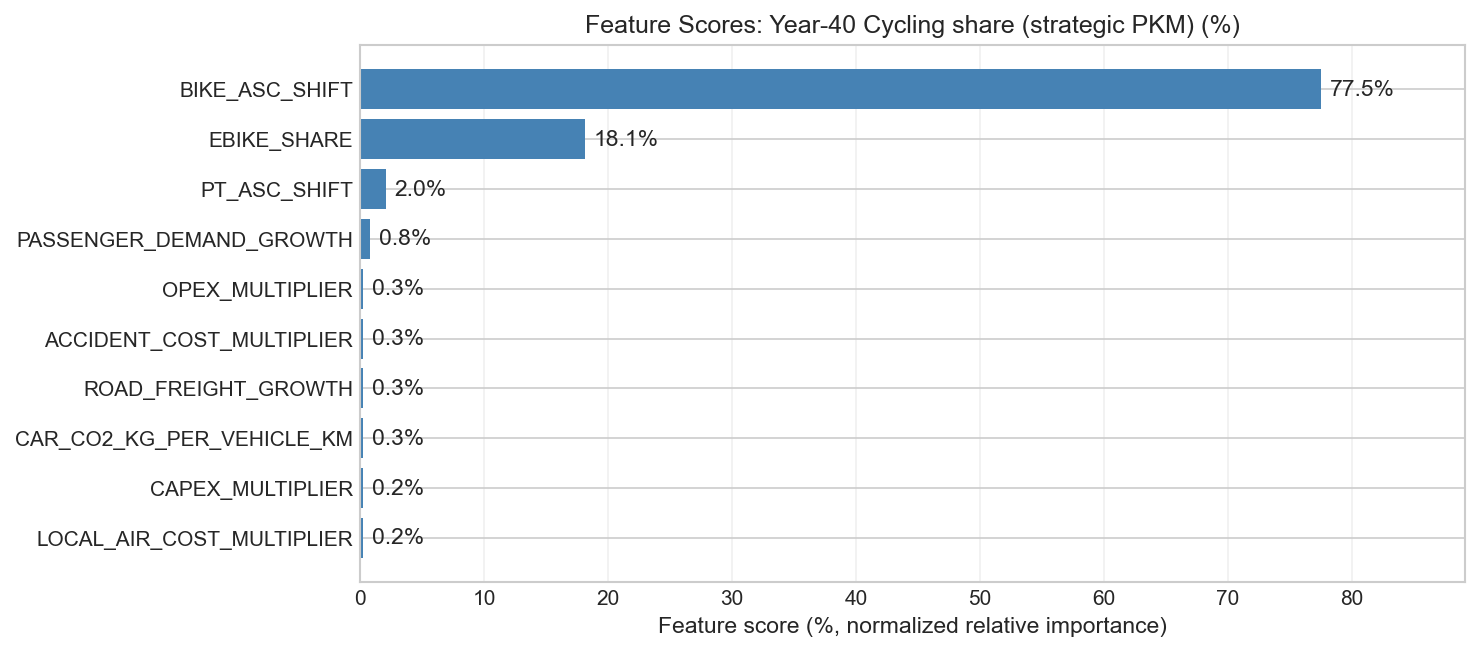 Feature Scores: Year-40 Cycling share (strategic PKM) (%)
BIKE_ASC_SHIFT 77.5%
EBIKE_SHARE 18.1%
PT_ASC_SHIFT 2.0%
PASSENGER_DEMAND_GROWTH 0.8%
OPEX_MULTIPLIER 0.3%
ACCIDENT_COST_MULTIPLIER 0.3%
ROAD_FREIGHT_GROWTH 0.3%
CAR_CO2_KG_PER_VEHICLE_KM 0.3%
CAPEX_MULTIPLIER 0.2%
LOCAL_AIR_COST_MULTIPLIER 0.2%
0 10 20 30 40 50 60 70 80
Feature score (%, normalized relative importance)